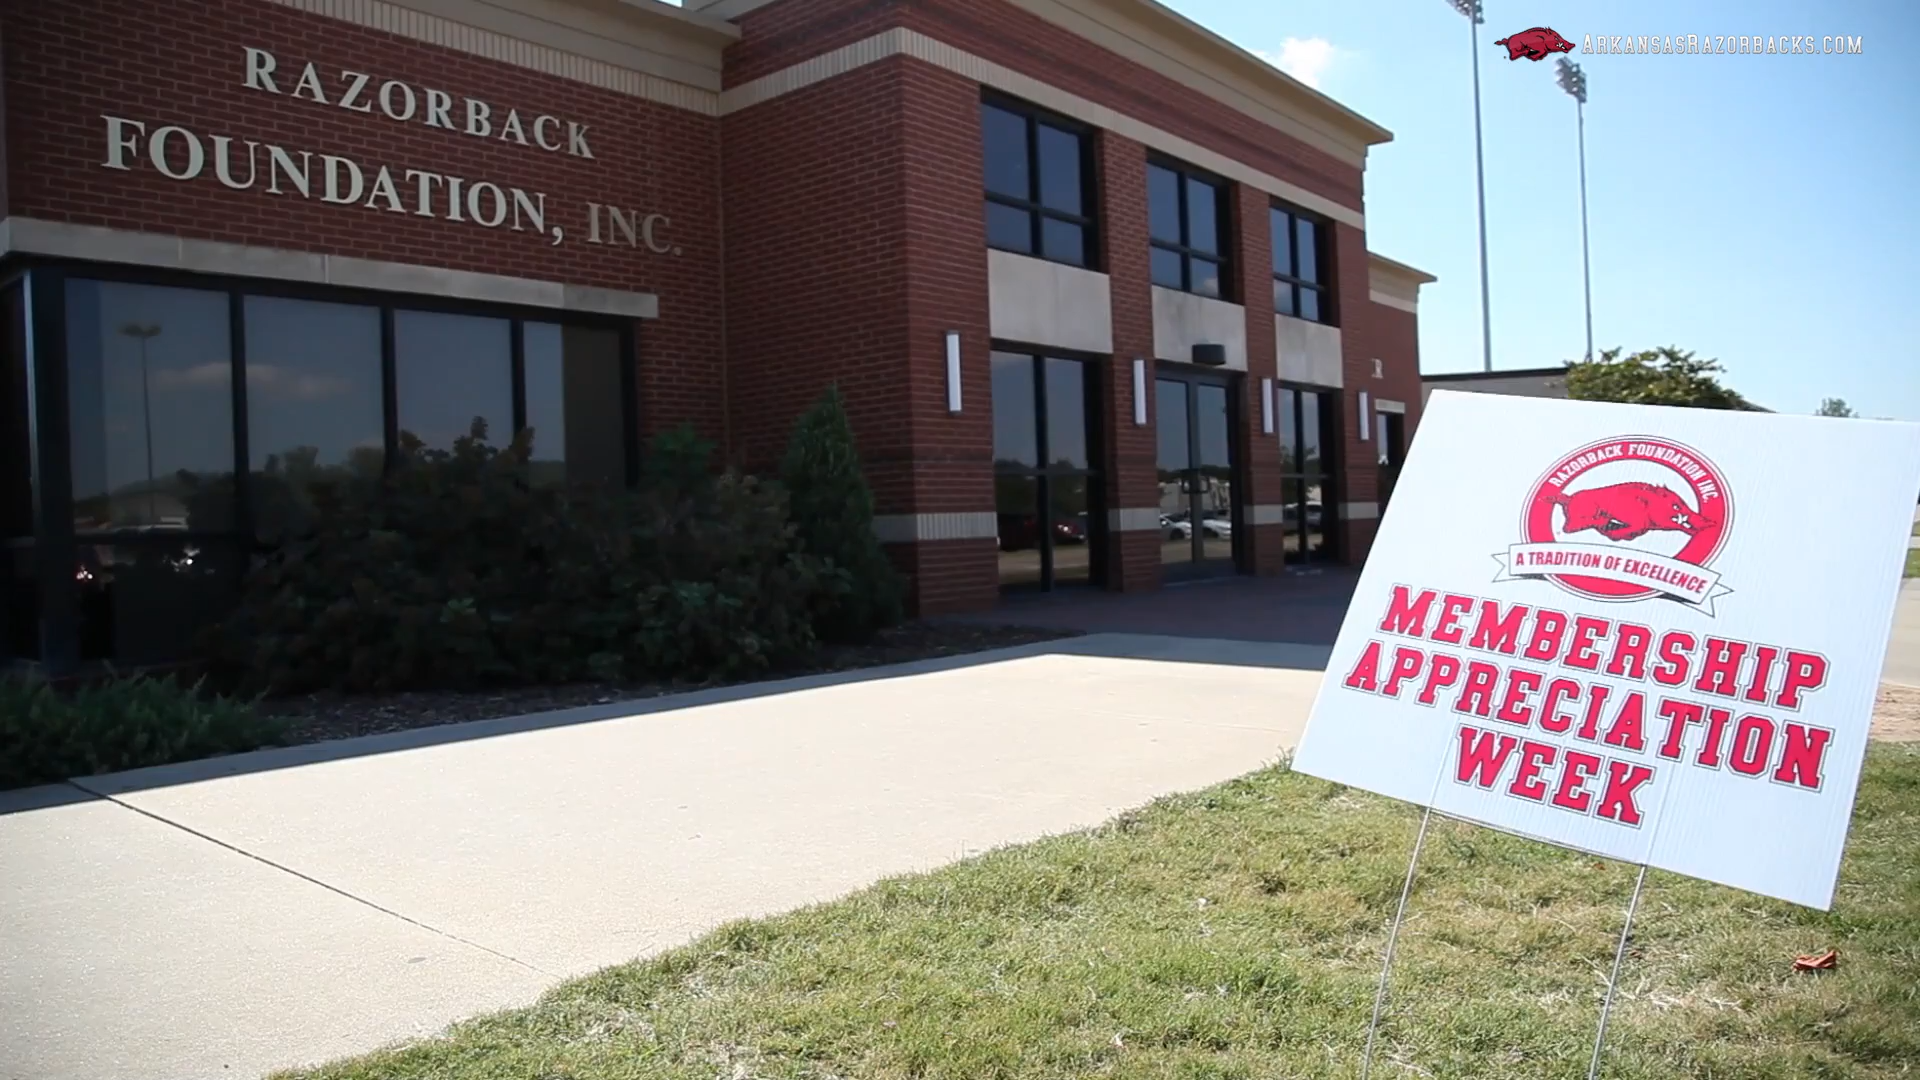 RAZORBACK
FOUNDATION, INC.
ARKANSASRAZORBACKS.COM
RAZORBACK FOUNDATION INC.
A TRADITION OF EXCELLENCE
MEMBERSHIP
APPRECIATION
WEEK